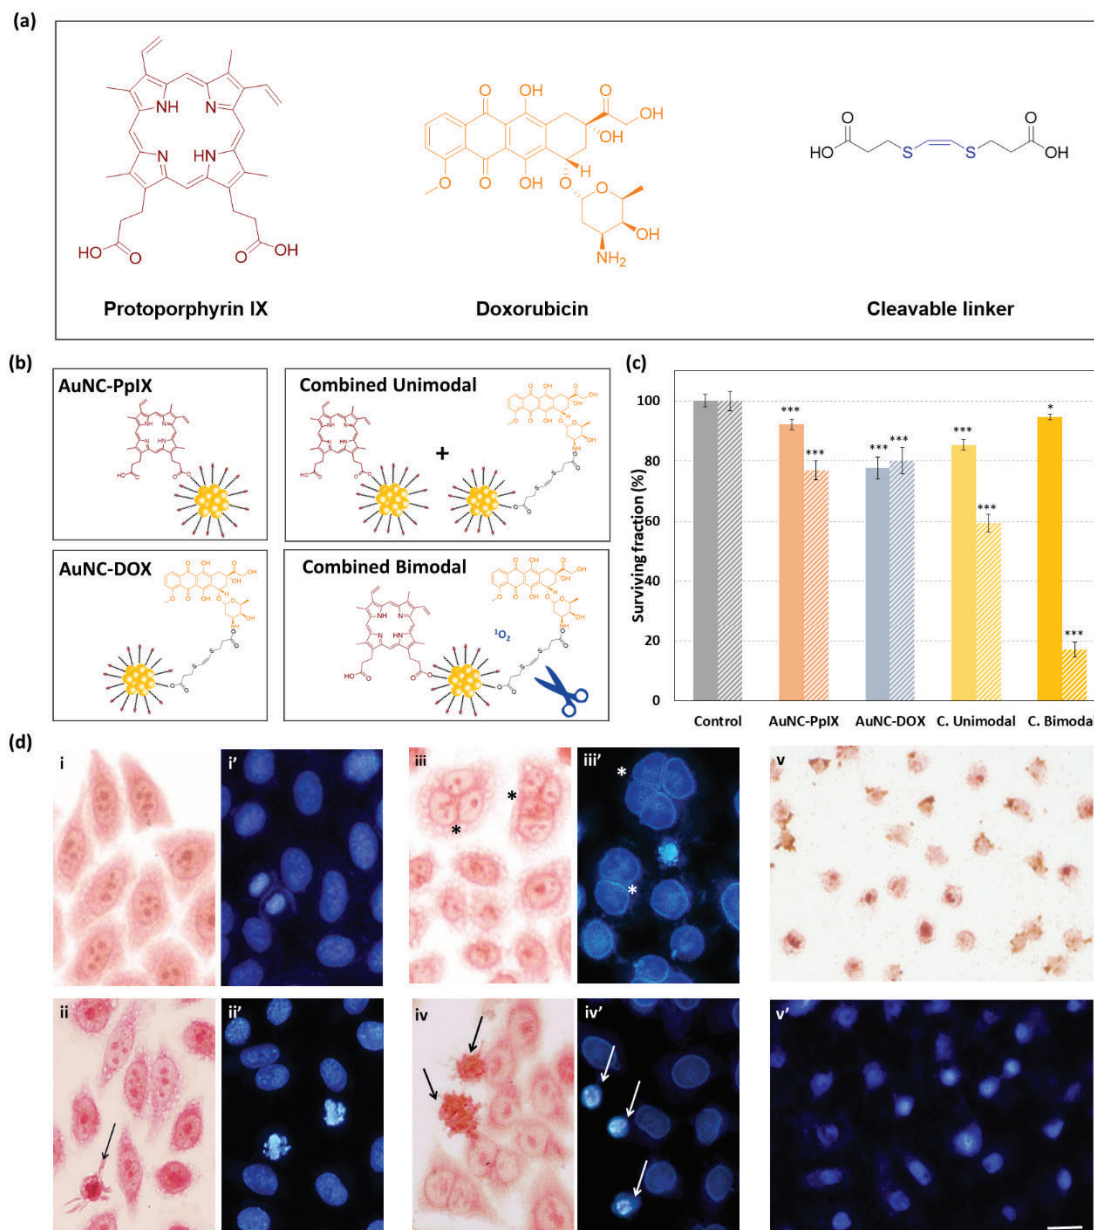 (a)
NH
N
N
HN
HO
O
O
OH
Protoporphyrin IX
O
OH
O
OH
OH
O
O
OH
H
O
O
OH
NH₂
Doxorubicin
O
HO
S
S
O
OH
Cleavable linker
(b)
AuNC-PpIX
Combined Unimodal
+
AuNC-DOX
Combined Bimodal
¹O₂
(c)
Surviving fraction (%)
100
80
60
40
20
0
***
***
***
***
***
***
*
***
Control
AuNC-PpIX
AuNC-DOX
C. Unimodal
C. Bimodal
(d)
i
i'
iii
*
*
iii'
*
*
v
ii
ii'
iv
iv'
v'